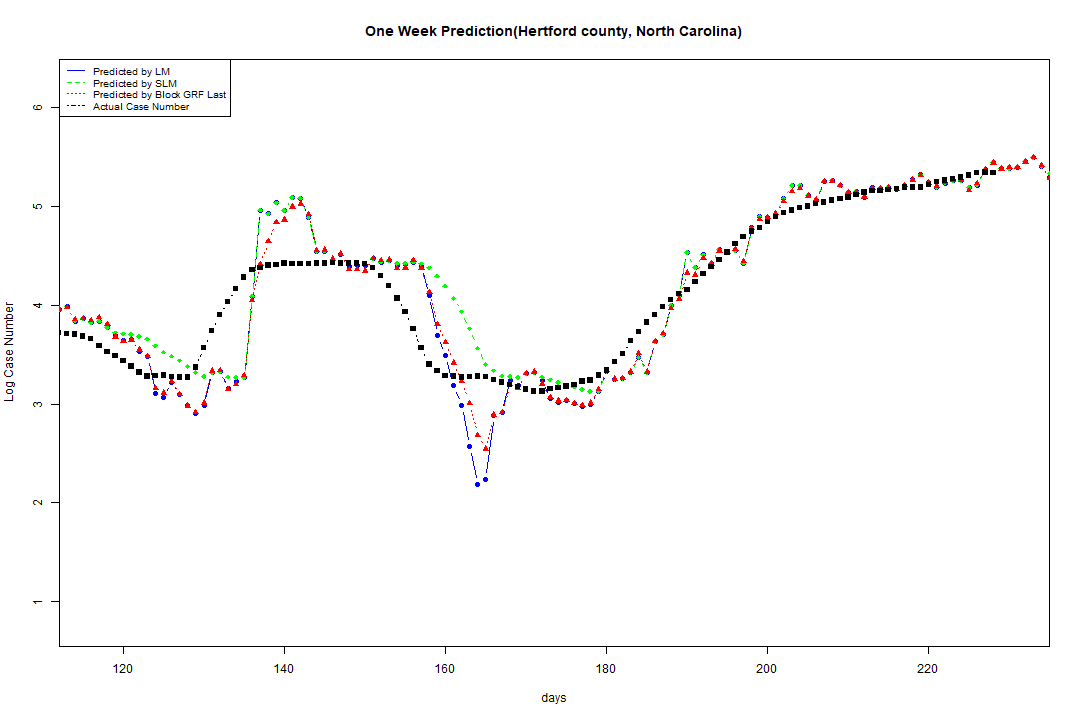 One Week Prediction(Hertford county, North Carolina)
Predicted by LM
Predicted by SLM
Predicted by Block GRF Last
Actual Case Number
Log Case Number
6
5
4
3
2
1
120 140 160 180 200 220
days